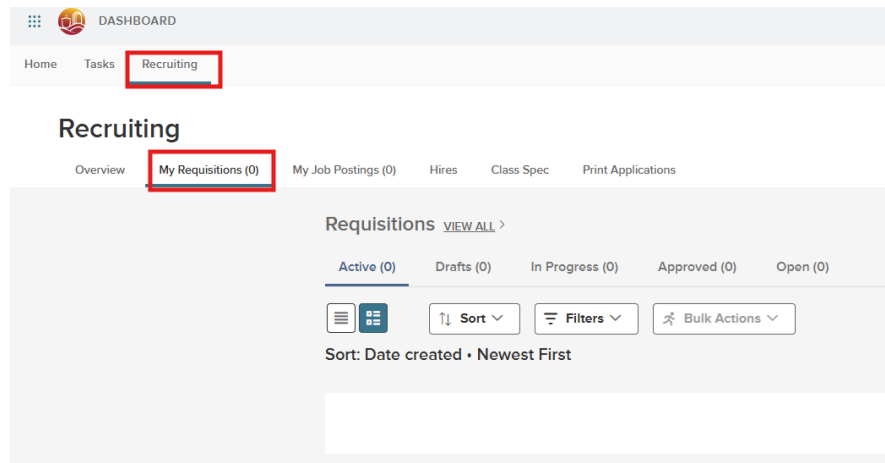 DASHBOARD
Home Tasks Recruiting
Recruiting
Overview My Requisitions (0) My Job Postings (0) Hires Class Spec Print Applications
Requisitions VIEW ALL >
Active (0) Drafts (0) In Progress (0) Approved (0) Open (0)
Sort Filters Bulk Actions
Sort: Date created • Newest First